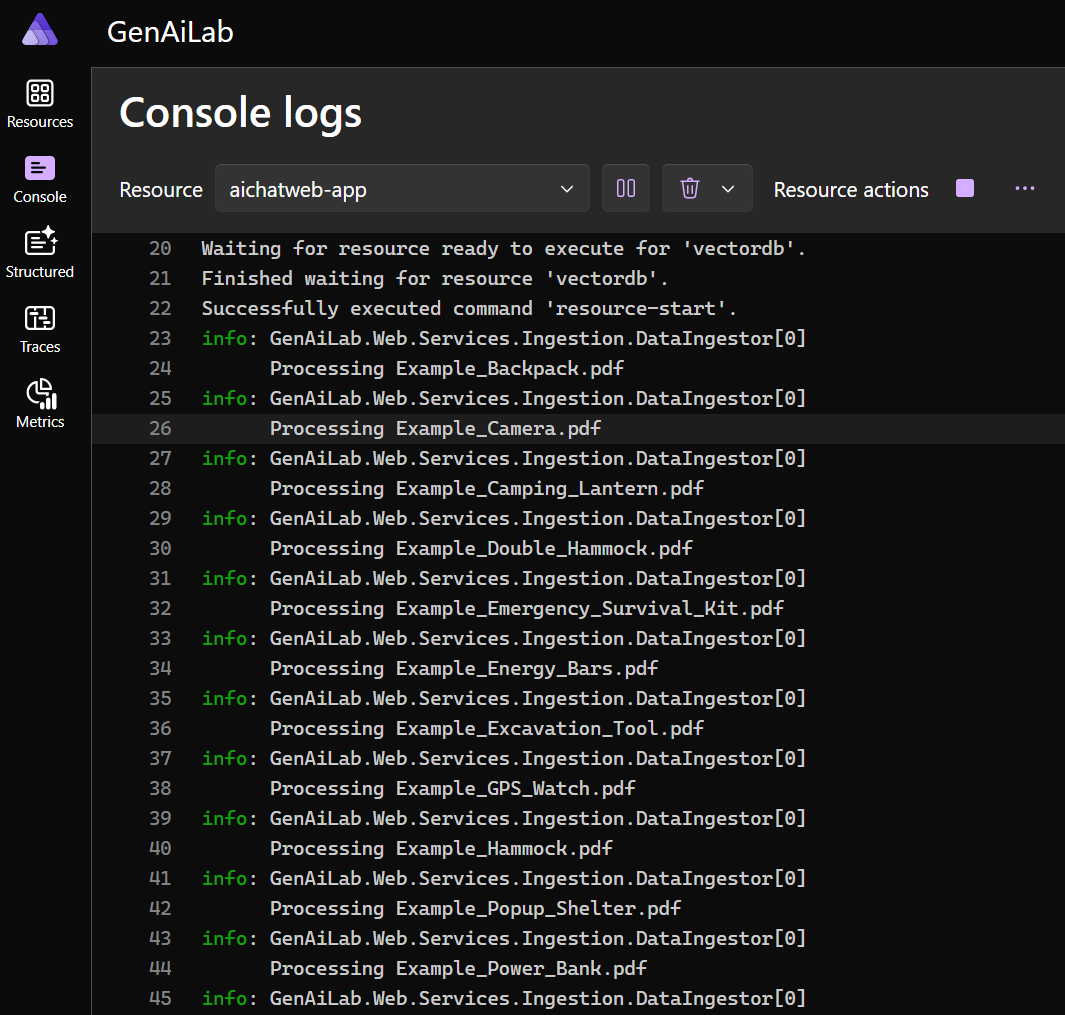 GenAiLab
Resources
Console
Structured
Traces
Metrics
Console logs
Resource aichatweb-app Resource actions
20 Waiting for resource ready to execute for 'vectordb'.
21 Finished waiting for resource 'vectordb'.
22 Successfully executed command 'resource-start'.
23 info: GenAiLab.Web.Services.Ingestion.DataIngestor[0]
24 Processing Example_Backpack.pdf
25 info: GenAiLab.Web.Services.Ingestion.DataIngestor[0]
26 Processing Example_Camera.pdf
27 info: GenAiLab.Web.Services.Ingestion.DataIngestor[0]
28 Processing Example_Camping_Lantern.pdf
29 info: GenAiLab.Web.Services.Ingestion.DataIngestor[0]
30 Processing Example_Double_Hammock.pdf
31 info: GenAiLab.Web.Services.Ingestion.DataIngestor[0]
32 Processing Example_Emergency_Survival_Kit.pdf
33 info: GenAiLab.Web.Services.Ingestion.DataIngestor[0]
34 Processing Example_Energy_Bars.pdf
35 info: GenAiLab.Web.Services.Ingestion.DataIngestor[0]
36 Processing Example_Excavation_Tool.pdf
37 info: GenAiLab.Web.Services.Ingestion.DataIngestor[0]
38 Processing Example_GPS_Watch.pdf
39 info: GenAiLab.Web.Services.Ingestion.DataIngestor[0]
40 Processing Example_Hammock.pdf
41 info: GenAiLab.Web.Services.Ingestion.DataIngestor[0]
42 Processing Example_Popup_Shelter.pdf
43 info: GenAiLab.Web.Services.Ingestion.DataIngestor[0]
44 Processing Example_Power_Bank.pdf
45 info: GenAiLab.Web.Services.Ingestion.DataIngestor[0]